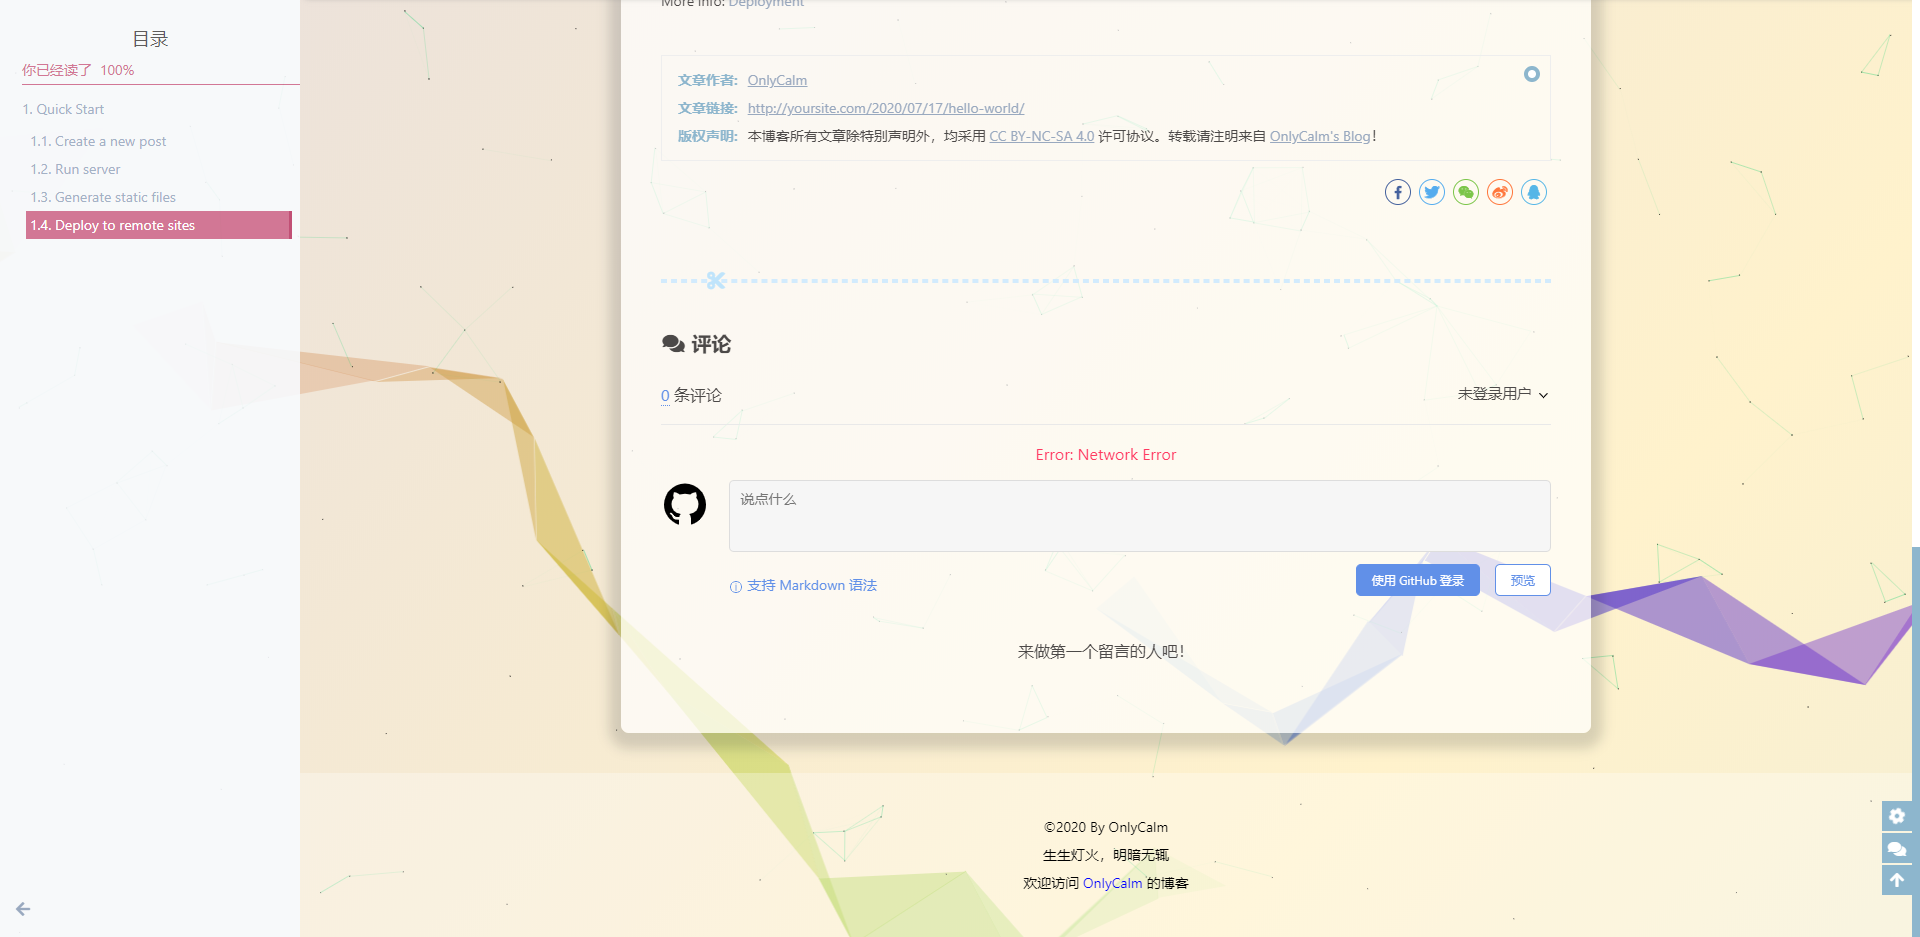 目录
你已经读了 100%
1. Quick Start
1.1. Create a new post
1.2. Run server
1.3. Generate static files
1.4. Deploy to remote sites
More info: Deployment
文章作者: OnlyCalm
文章链接: http://yoursite.com/2020/07/17/hello-world/
版权声明: 本博客所有文章除特别声明外，均采用 CC BY-NC-SA 4.0 许可协议。转载请注明来自 OnlyCalm's Blog！
评论
0 条评论
未登录用户
Error: Network Error
说点什么
支持 Markdown 语法
使用 GitHub 登录
预览
来做第一个留言的人吧！
©2020 By OnlyCalm
生生灯火，明暗无辄
欢迎访问 OnlyCalm 的博客